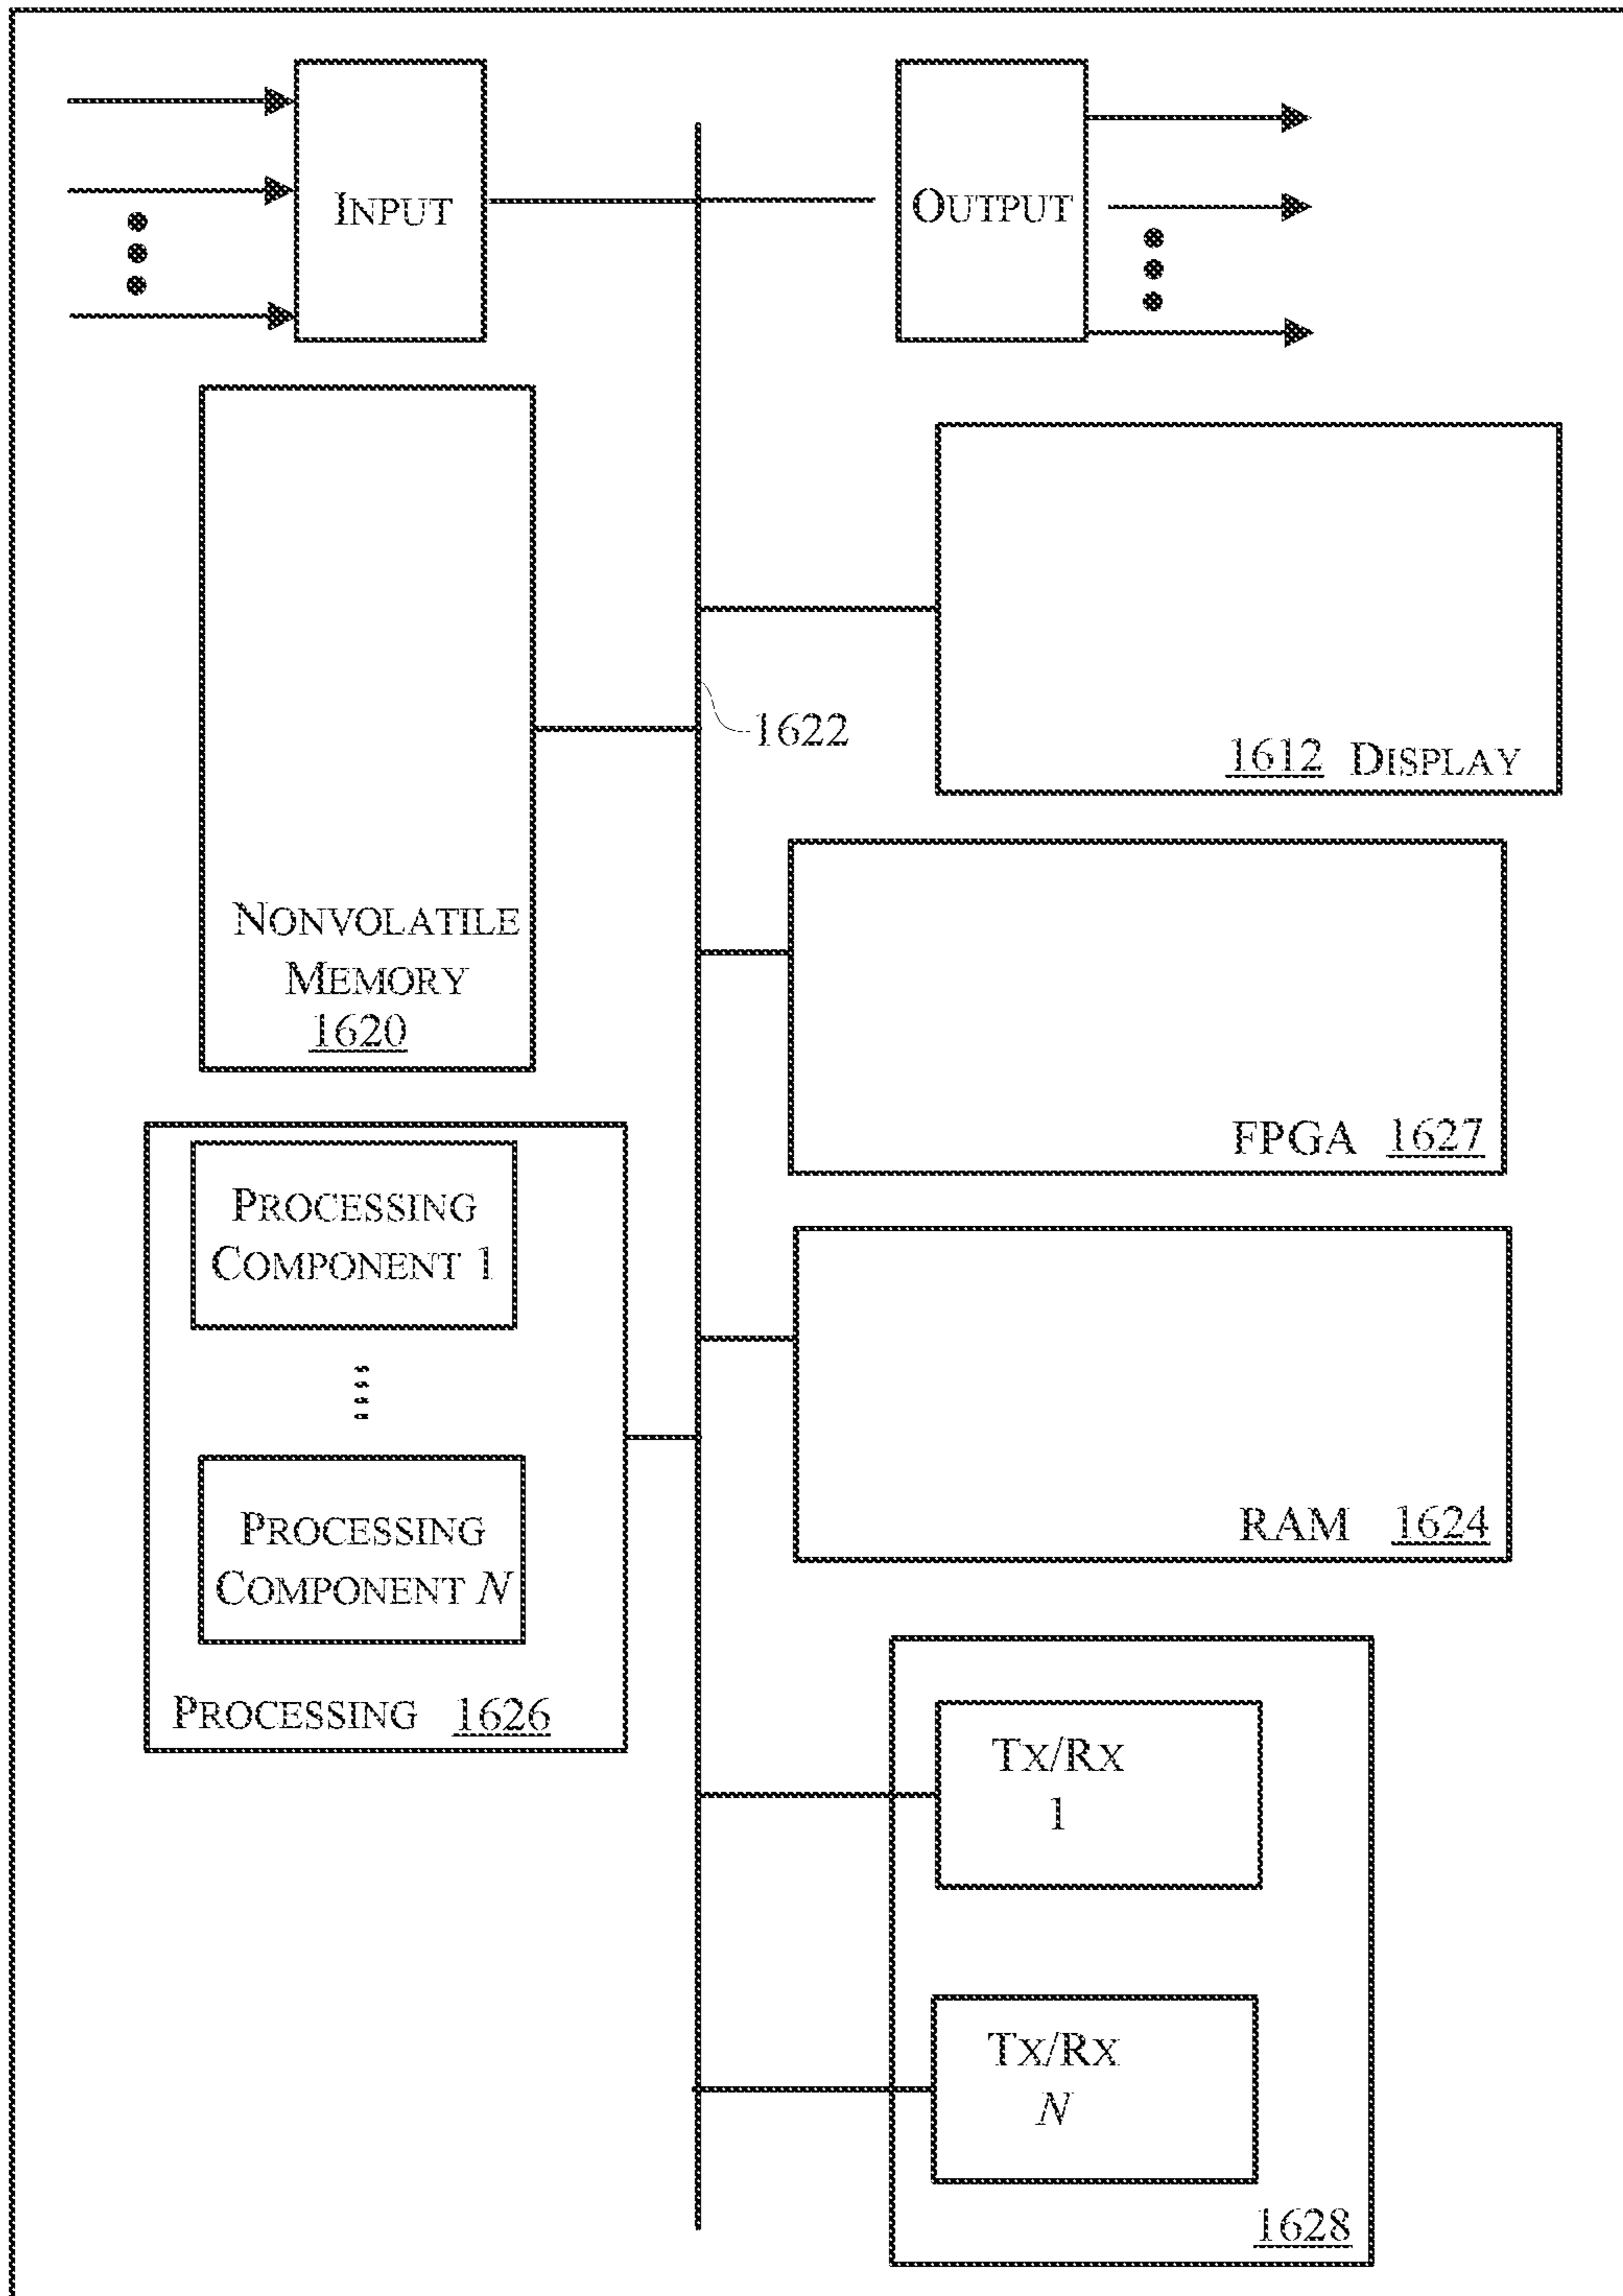 INPUT
OUTPUT
1622
1612 DISPLAY
NONVOLATILE
MEMORY
1620
FPGA 1627
PROCESSING
COMPONENT 1
PROCESSING
COMPONENT N
PROCESSING 1626
RAM 1624
TX/RX
1
TX/RX
N
1628